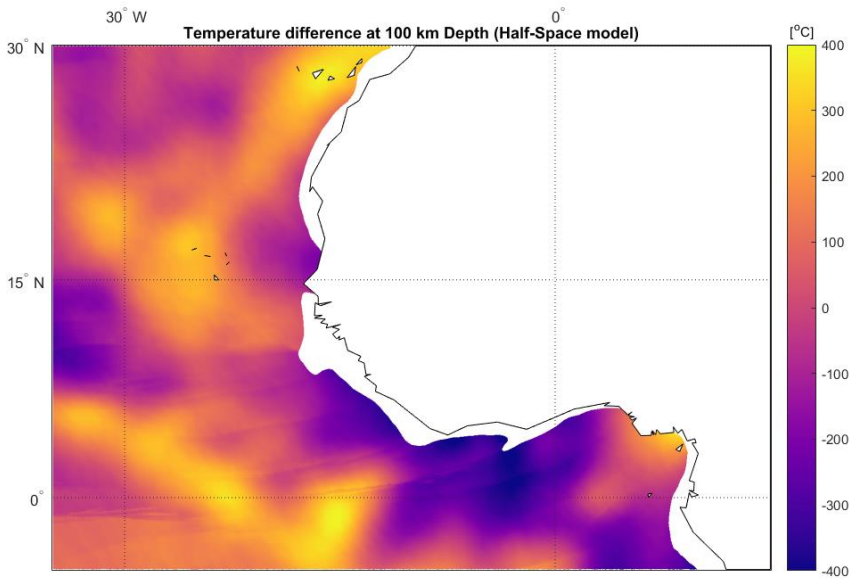 30° W
0°
Temperature difference at 100 km Depth (Half-Space model)
[°C]
30° N
15° N
0°
400
300
200
100
0
-100
-200
-300
-400